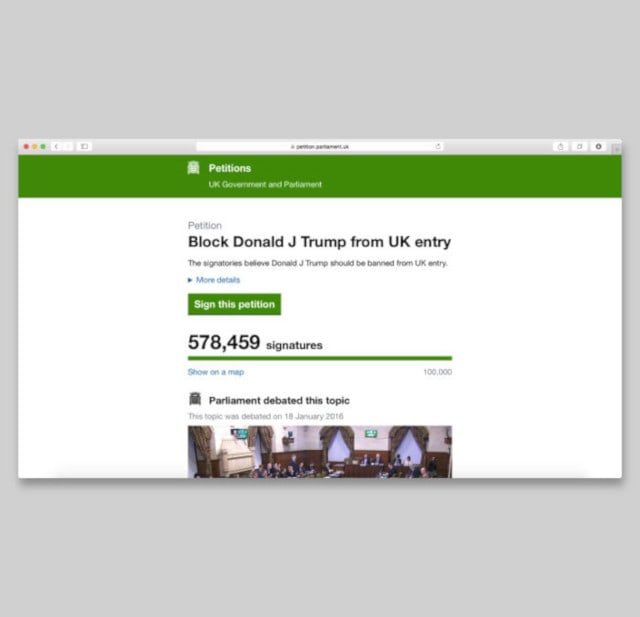 petition.parliament.uk
Petitions
UK Government and Parliament
Petition
Block Donald J Trump from UK entry
The signatories believe Donald J Trump should be banned from UK entry.
More details
Sign this petition
578,459 signatures
Show on a map 100,000
Parliament debated this topic
This topic was debated on 18 January 2016